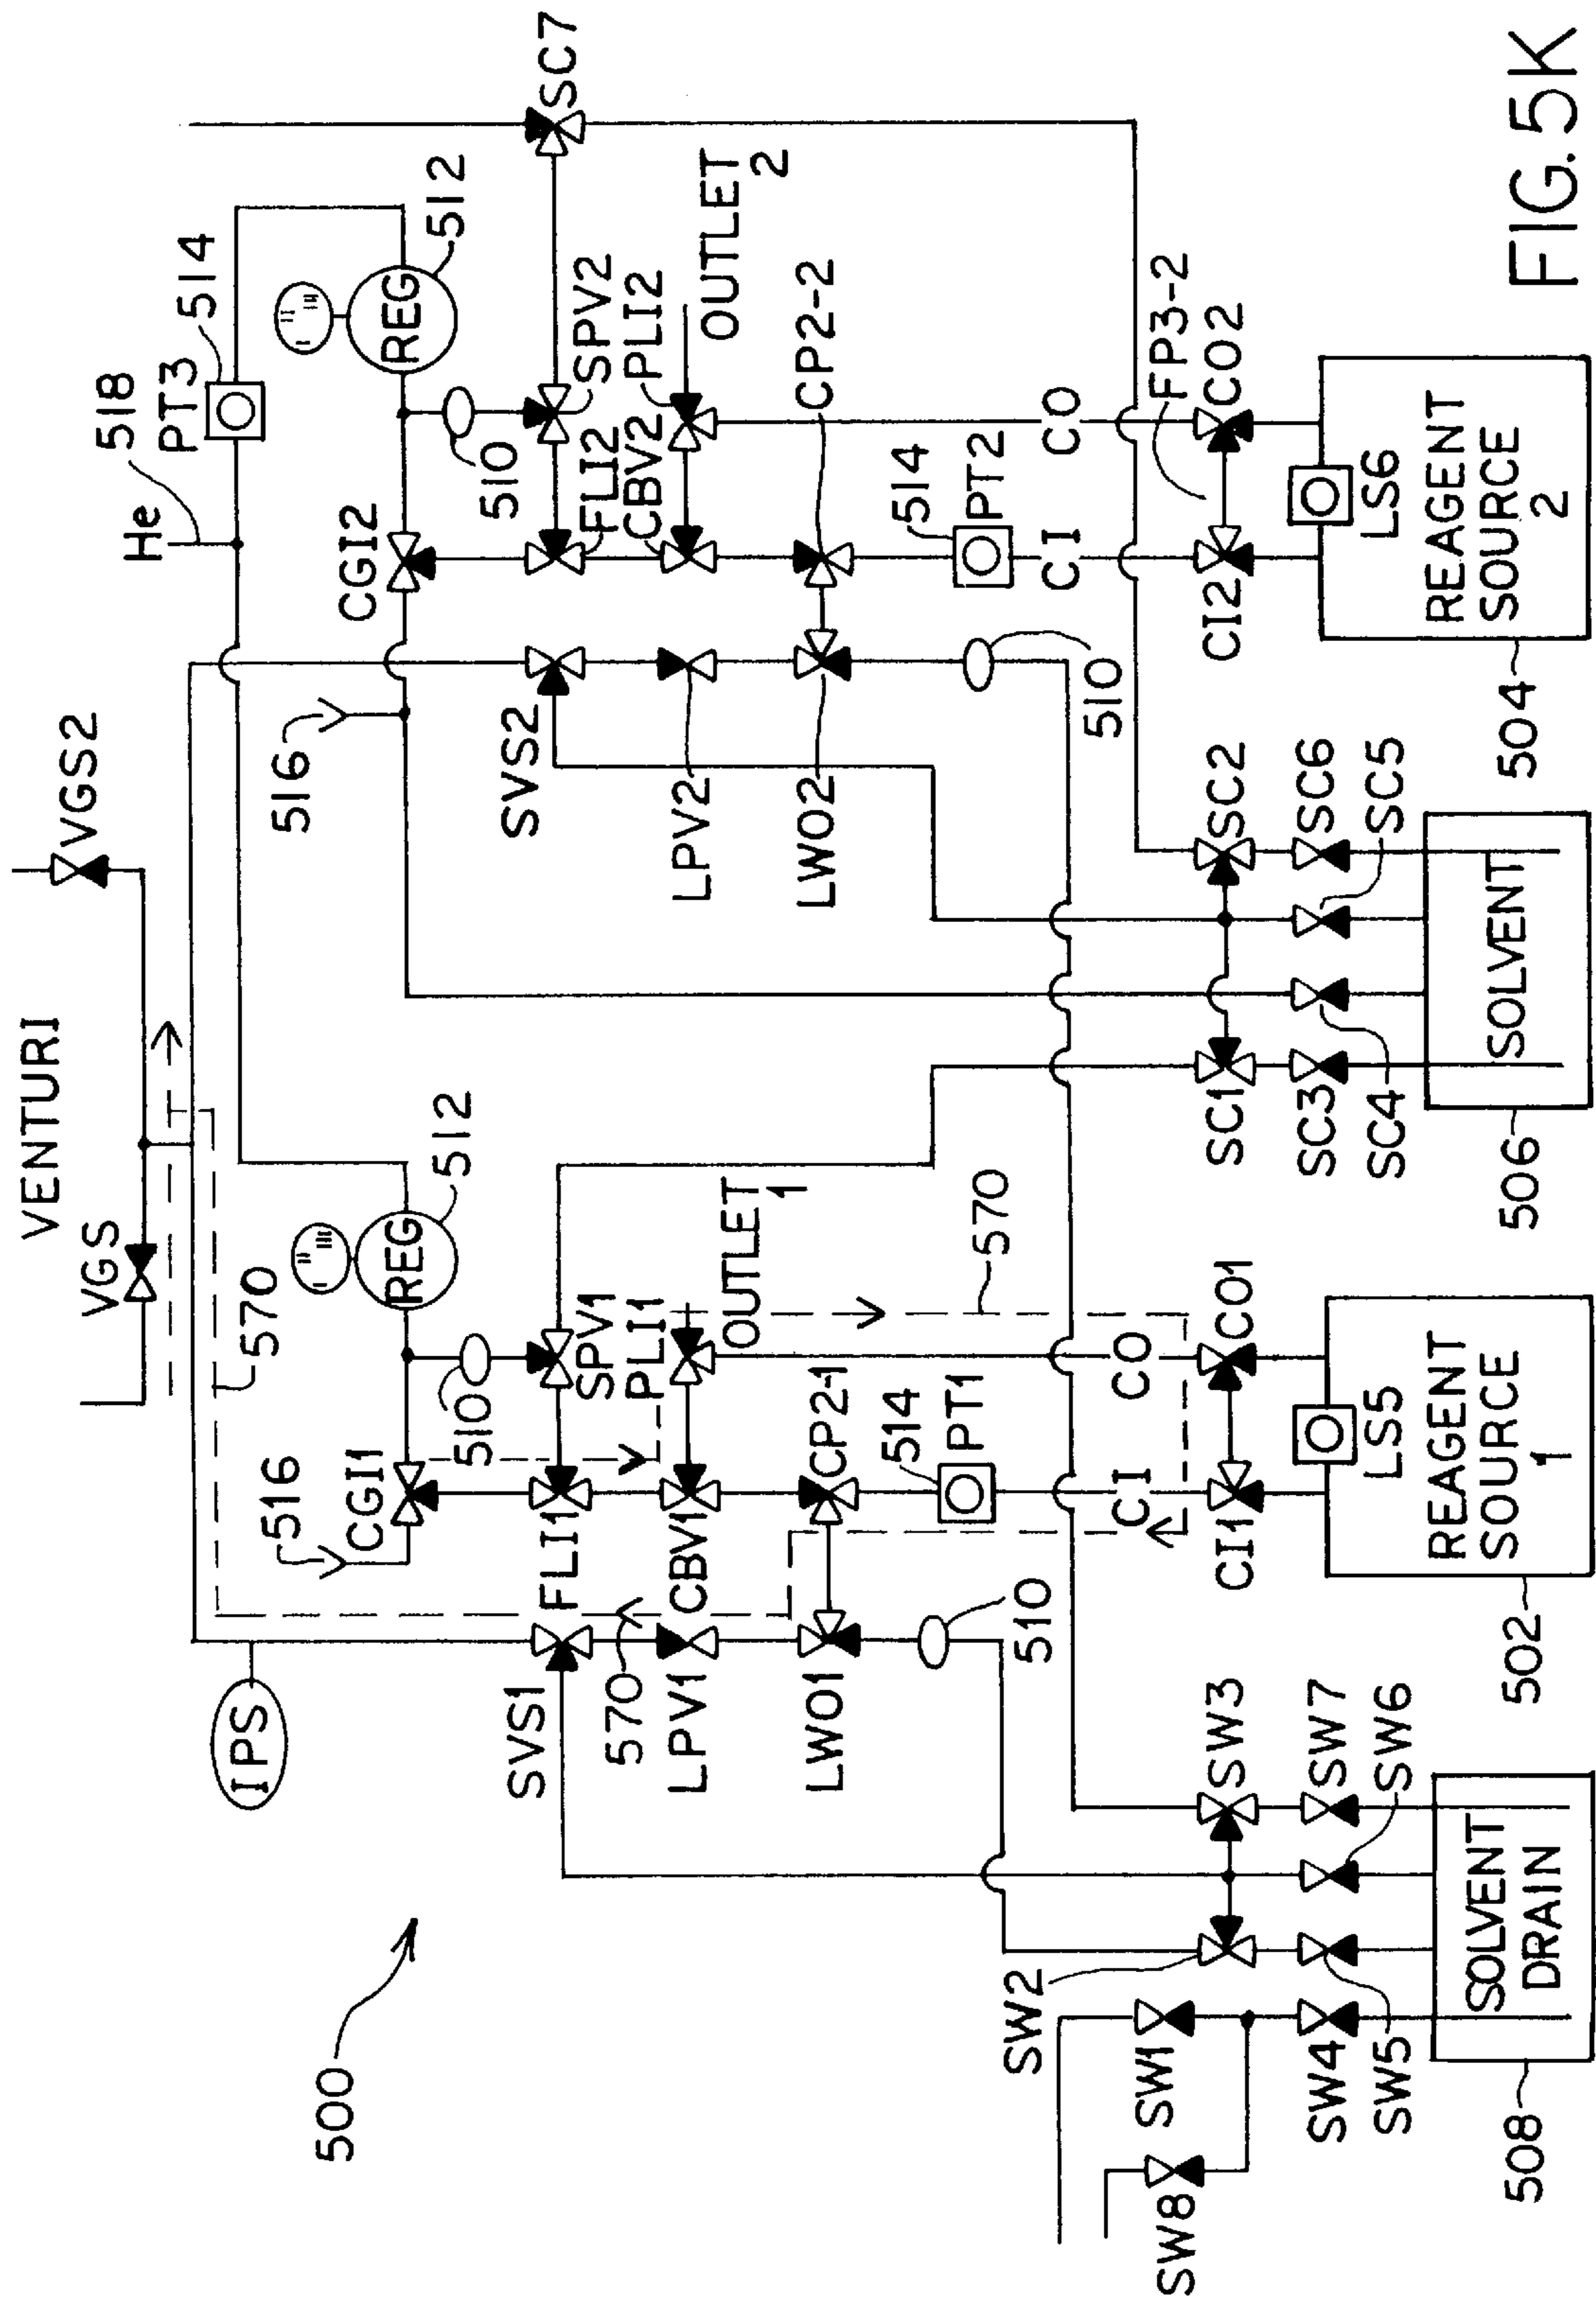 VENTURI
VGS2
VGS
518
He
514
PT3
512
REG
516
CGI2
510
SC7
SPV2
FLI2
CBV2
PLI2
OUTLET
2
CP2-2
514
PT2
CI
CO
FP3-2
CI2
CO2
LS6
REAGENT
SOURCE
2
504
SVS2
LPV2
LWO2
510
SC2
SC6
SC5
SC1
SC3
SC4
SOLVENT
506
570
512
REG
516
CGI1
510
SPV1
PLI1
OUTLET
1
570
FLI1
CBV1
CP2-1
514
PT1
CI
CO
CI1
CO1
LS5
REAGENT
SOURCE
1
502
IPS
SVS1
570
LPV1
LWO1
510
SW3
SW7
SW6
SW2
SW1
SW8
SW4
SW5
SOLVENT
DRAIN
508
500
FIG.5K